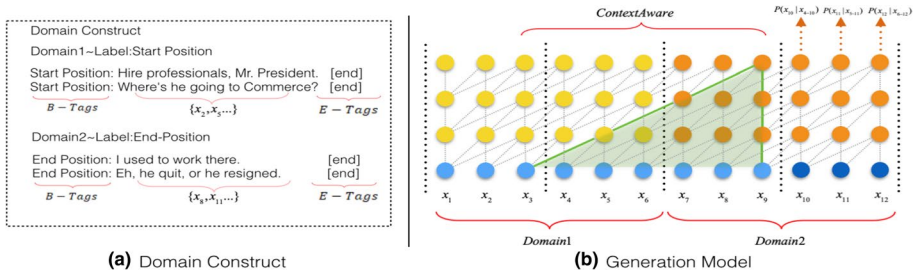 Domain Construct
Domain1~Label:Start Position
Start Position: Hire professionals, Mr. President. [end]
Start Position: Where's he going to Commerce? [end]
B-Tags {x2,x5...} E-Tags
Domain2~Label:End-Position
End Position: I used to work there. [end]
End Position: Eh, he quit, or he resigned. [end]
B-Tags {x8,x11...} E-Tags
(a) Domain Construct
ContextAware
P(x10|x8-10) P(x11|x9-11) P(x12|x9-12)
x1 x2 x3 x4 x5 x6 x7 x8 x9 x10 x11 x12
Domain1 Domain2
(b) Generation Model